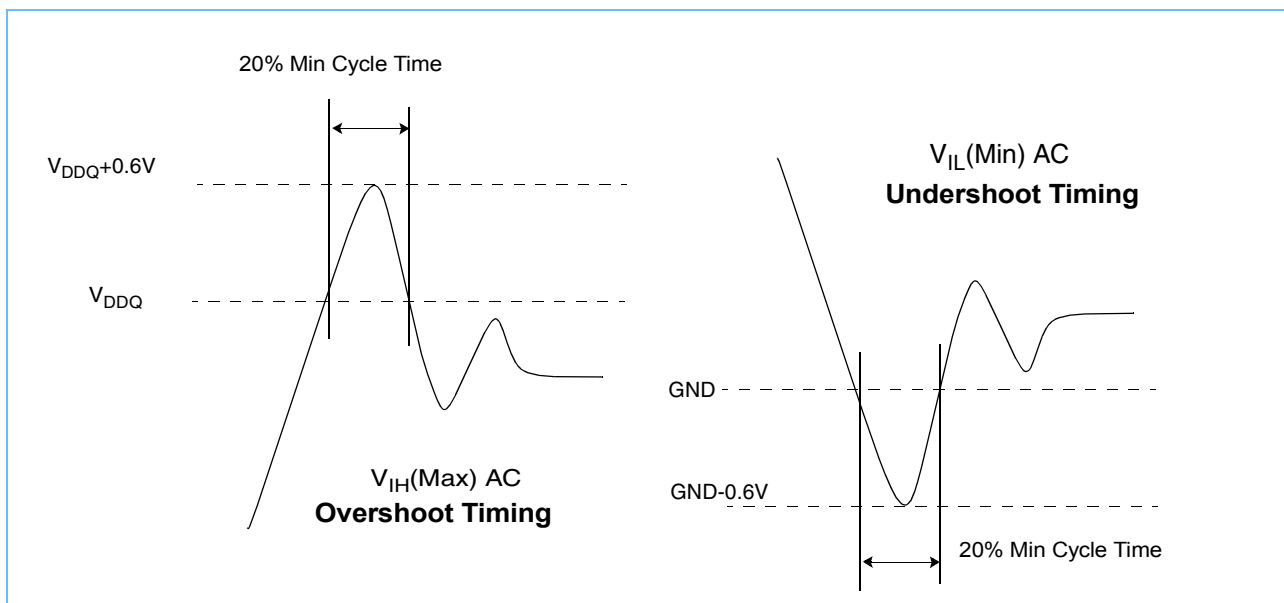 20% Min Cycle Time
VDDQ+0.6V
VDDQ
VIH(Max) AC
Overshoot Timing
VIL(Min) AC
Undershoot Timing
GND
GND-0.6V
20% Min Cycle Time